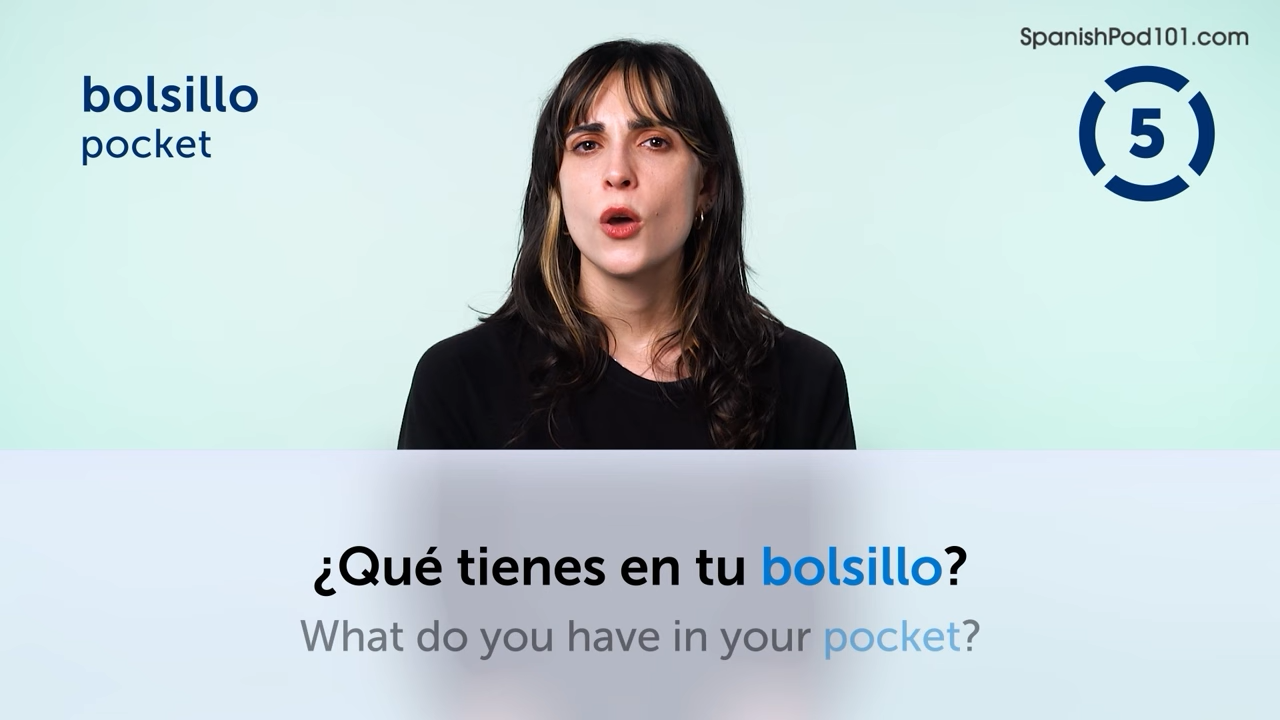 SpanishPod101.com
bolsillo
pocket
5
¿Qué tienes en tu bolsillo?
What do you have in your pocket?